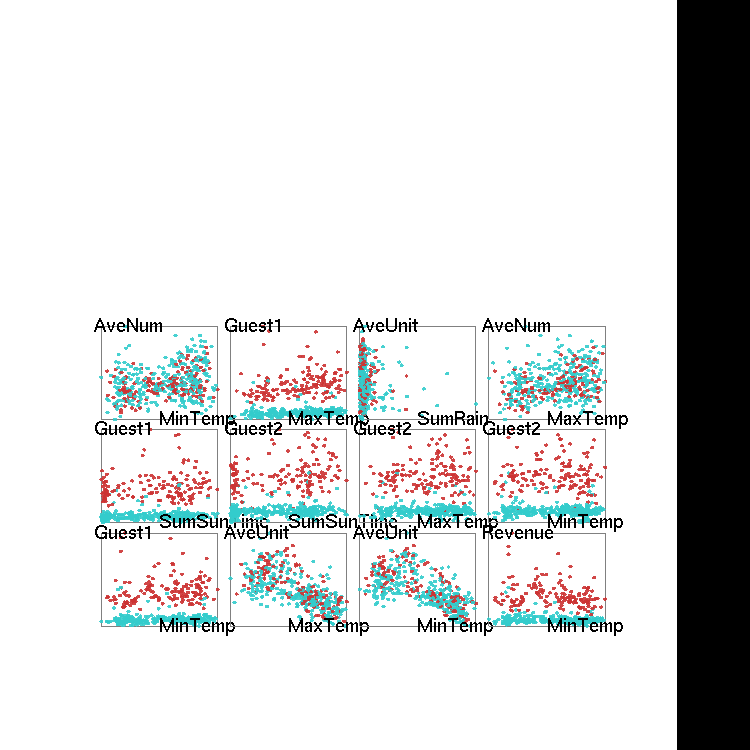 AveNum Guest1 AveUnit AveNum
MinTemp MaxTemp SumRain MaxTemp
Guest1 Guest2 Guest2 Guest2
SumSunTime SumSunTime MaxTemp MinTemp
Guest1 AveUnit AveUnit Revenue
MinTemp MaxTemp MinTemp MinTemp